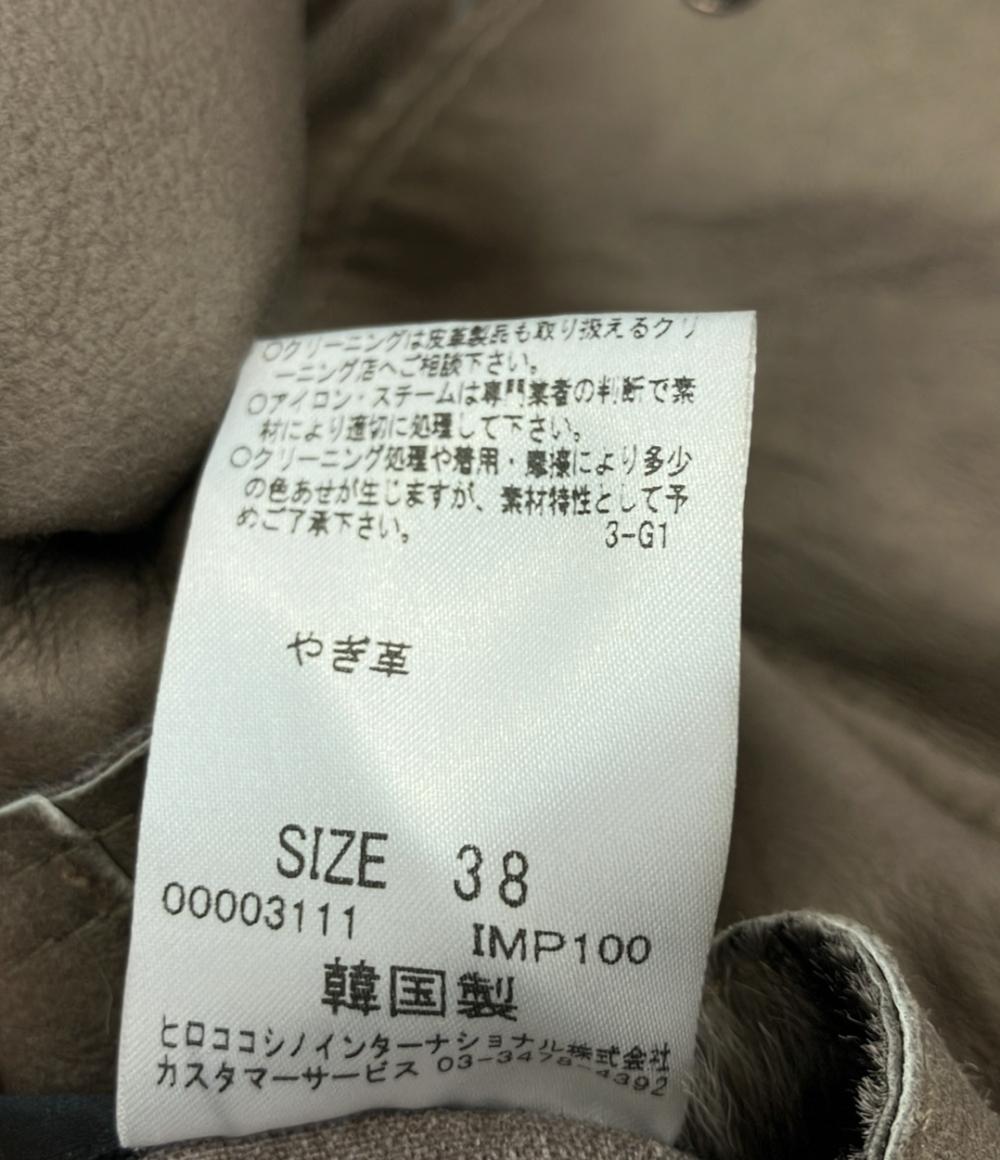 ○クリーニングは皮革製品も取り扱えるクリ
ーニング店へご相談下さい。
○アイロン・スチームは専門業者の判断で素
材により適切に処理して下さい。
○クリーニング処理や着用・摩擦により多少
の色あせが生じますが、素材特性として予
めご了承下さい。
3-G1
やぎ革
SIZE 38
00003111
IMP100
韓国製
ヒロココシノインターナショナル株式会社
カスタマーサービス 03-3478-4392